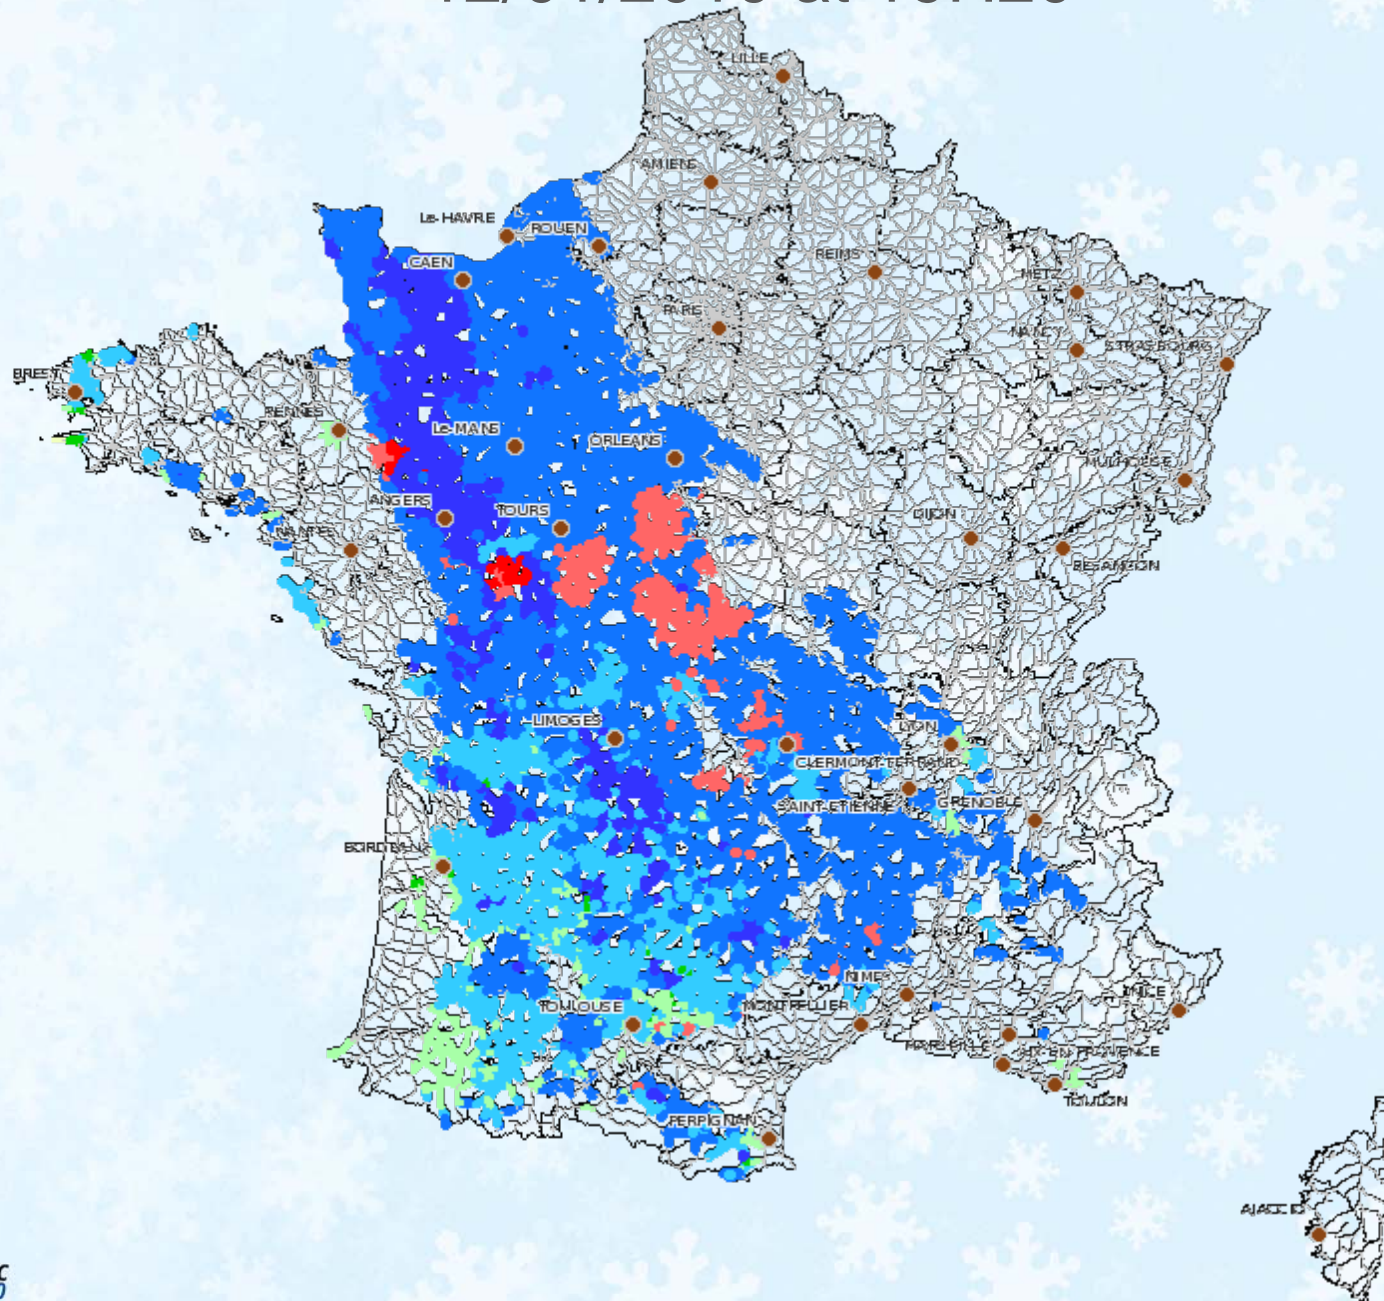 LILLE
AMIENS
Le-HAVRE
ROUEN
CAEN
REIMS
METZ
PARIS
NANCY
STRASBOURG
BREST
RENNES
Le-MANS
ORLEANS
MULHOUSE
ANGERS
TOURS
DIJON
NANTES
BESANCON
LIMOGES
LYON
CLERMONT-FERRAND
SAINT-ETIENNE
GRENOBLE
BORDEAUX
NIMES
TOULOUSE
MONTPELLIER
NICE
MARSEILLE
AIX-EN-PROVENCE
TOULON
PERPIGNAN
AJACCIO